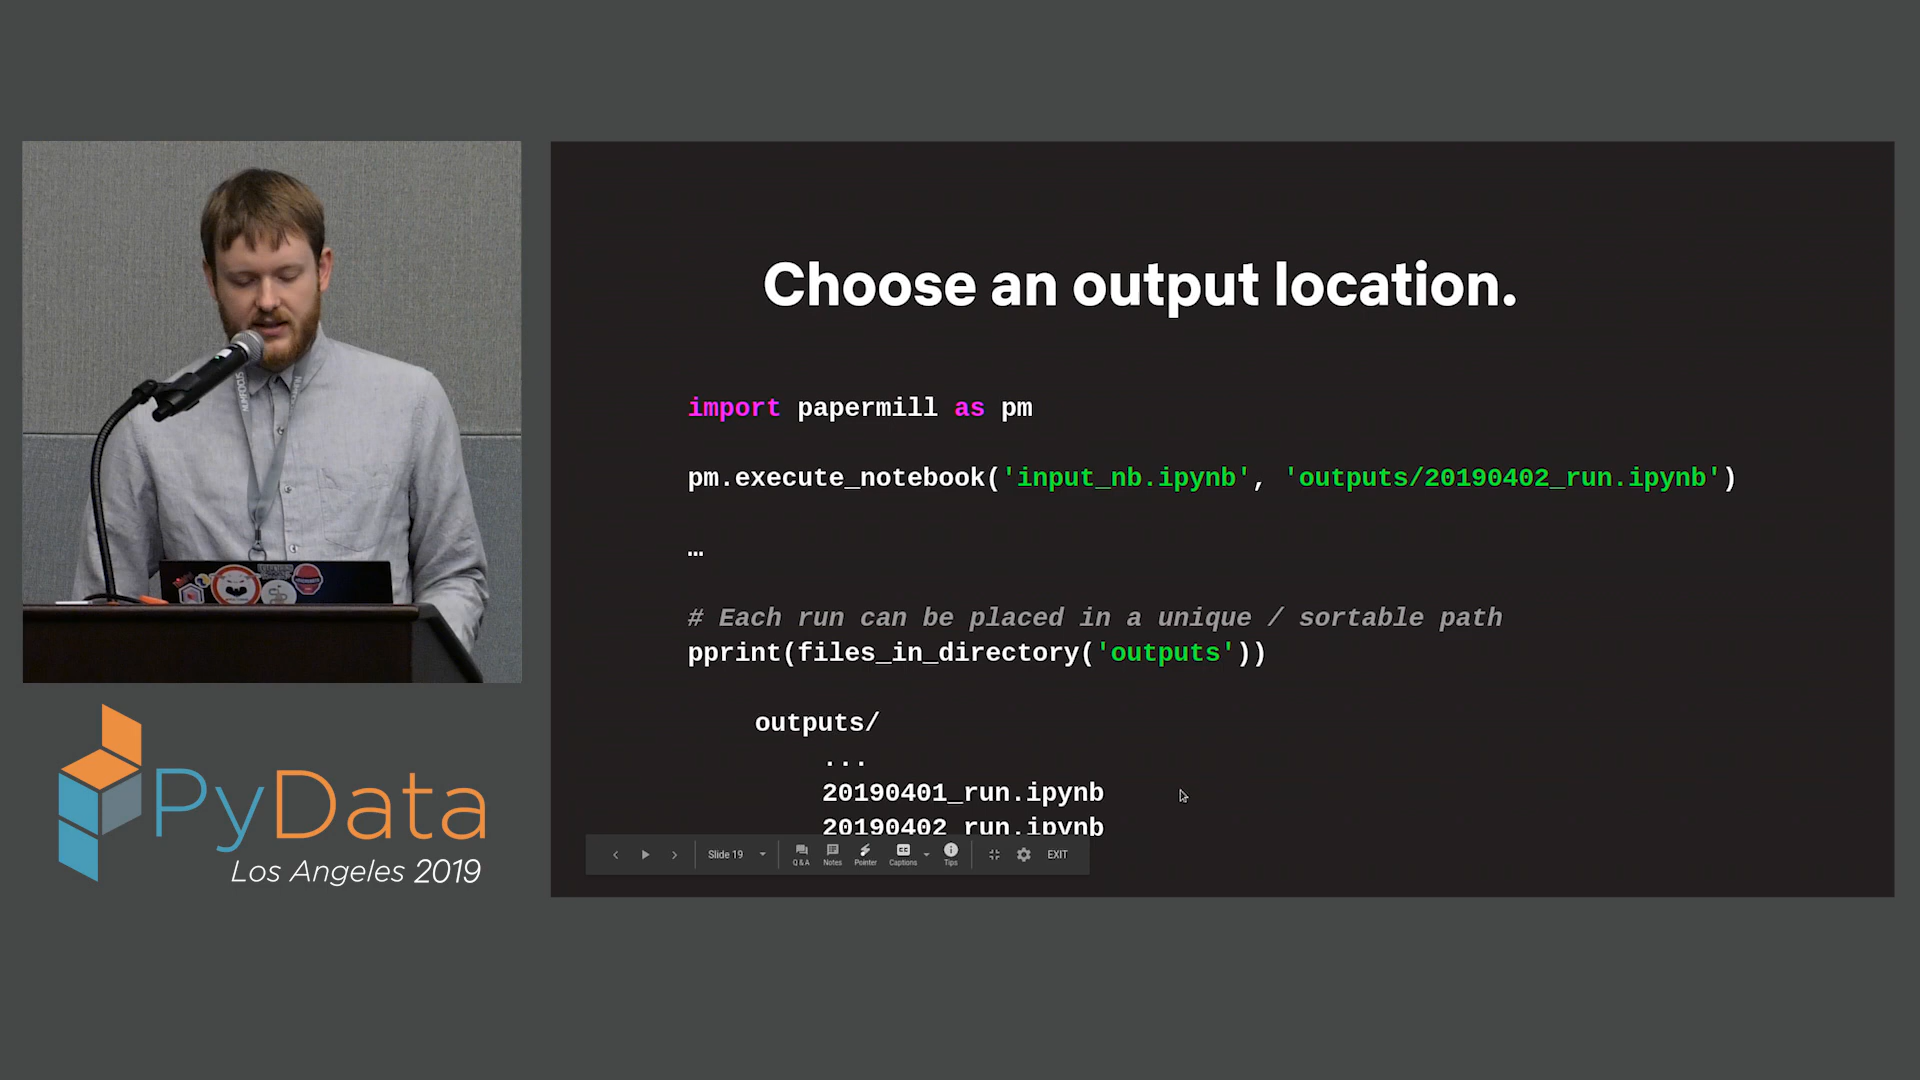 Choose an output location.
import papermill as pm
pm.execute_notebook('input_nb.ipynb', 'outputs/20190402_run.ipynb')
…
# Each run can be placed in a unique / sortable path
pprint(files_in_directory('outputs'))
outputs/
...
20190401_run.ipynb
20190402_run.ipynb
Slide 19
Q&A
Notes
Pointer
Captions
Tips
EXIT
NUMFOCUS
PyData
Los Angeles 2019